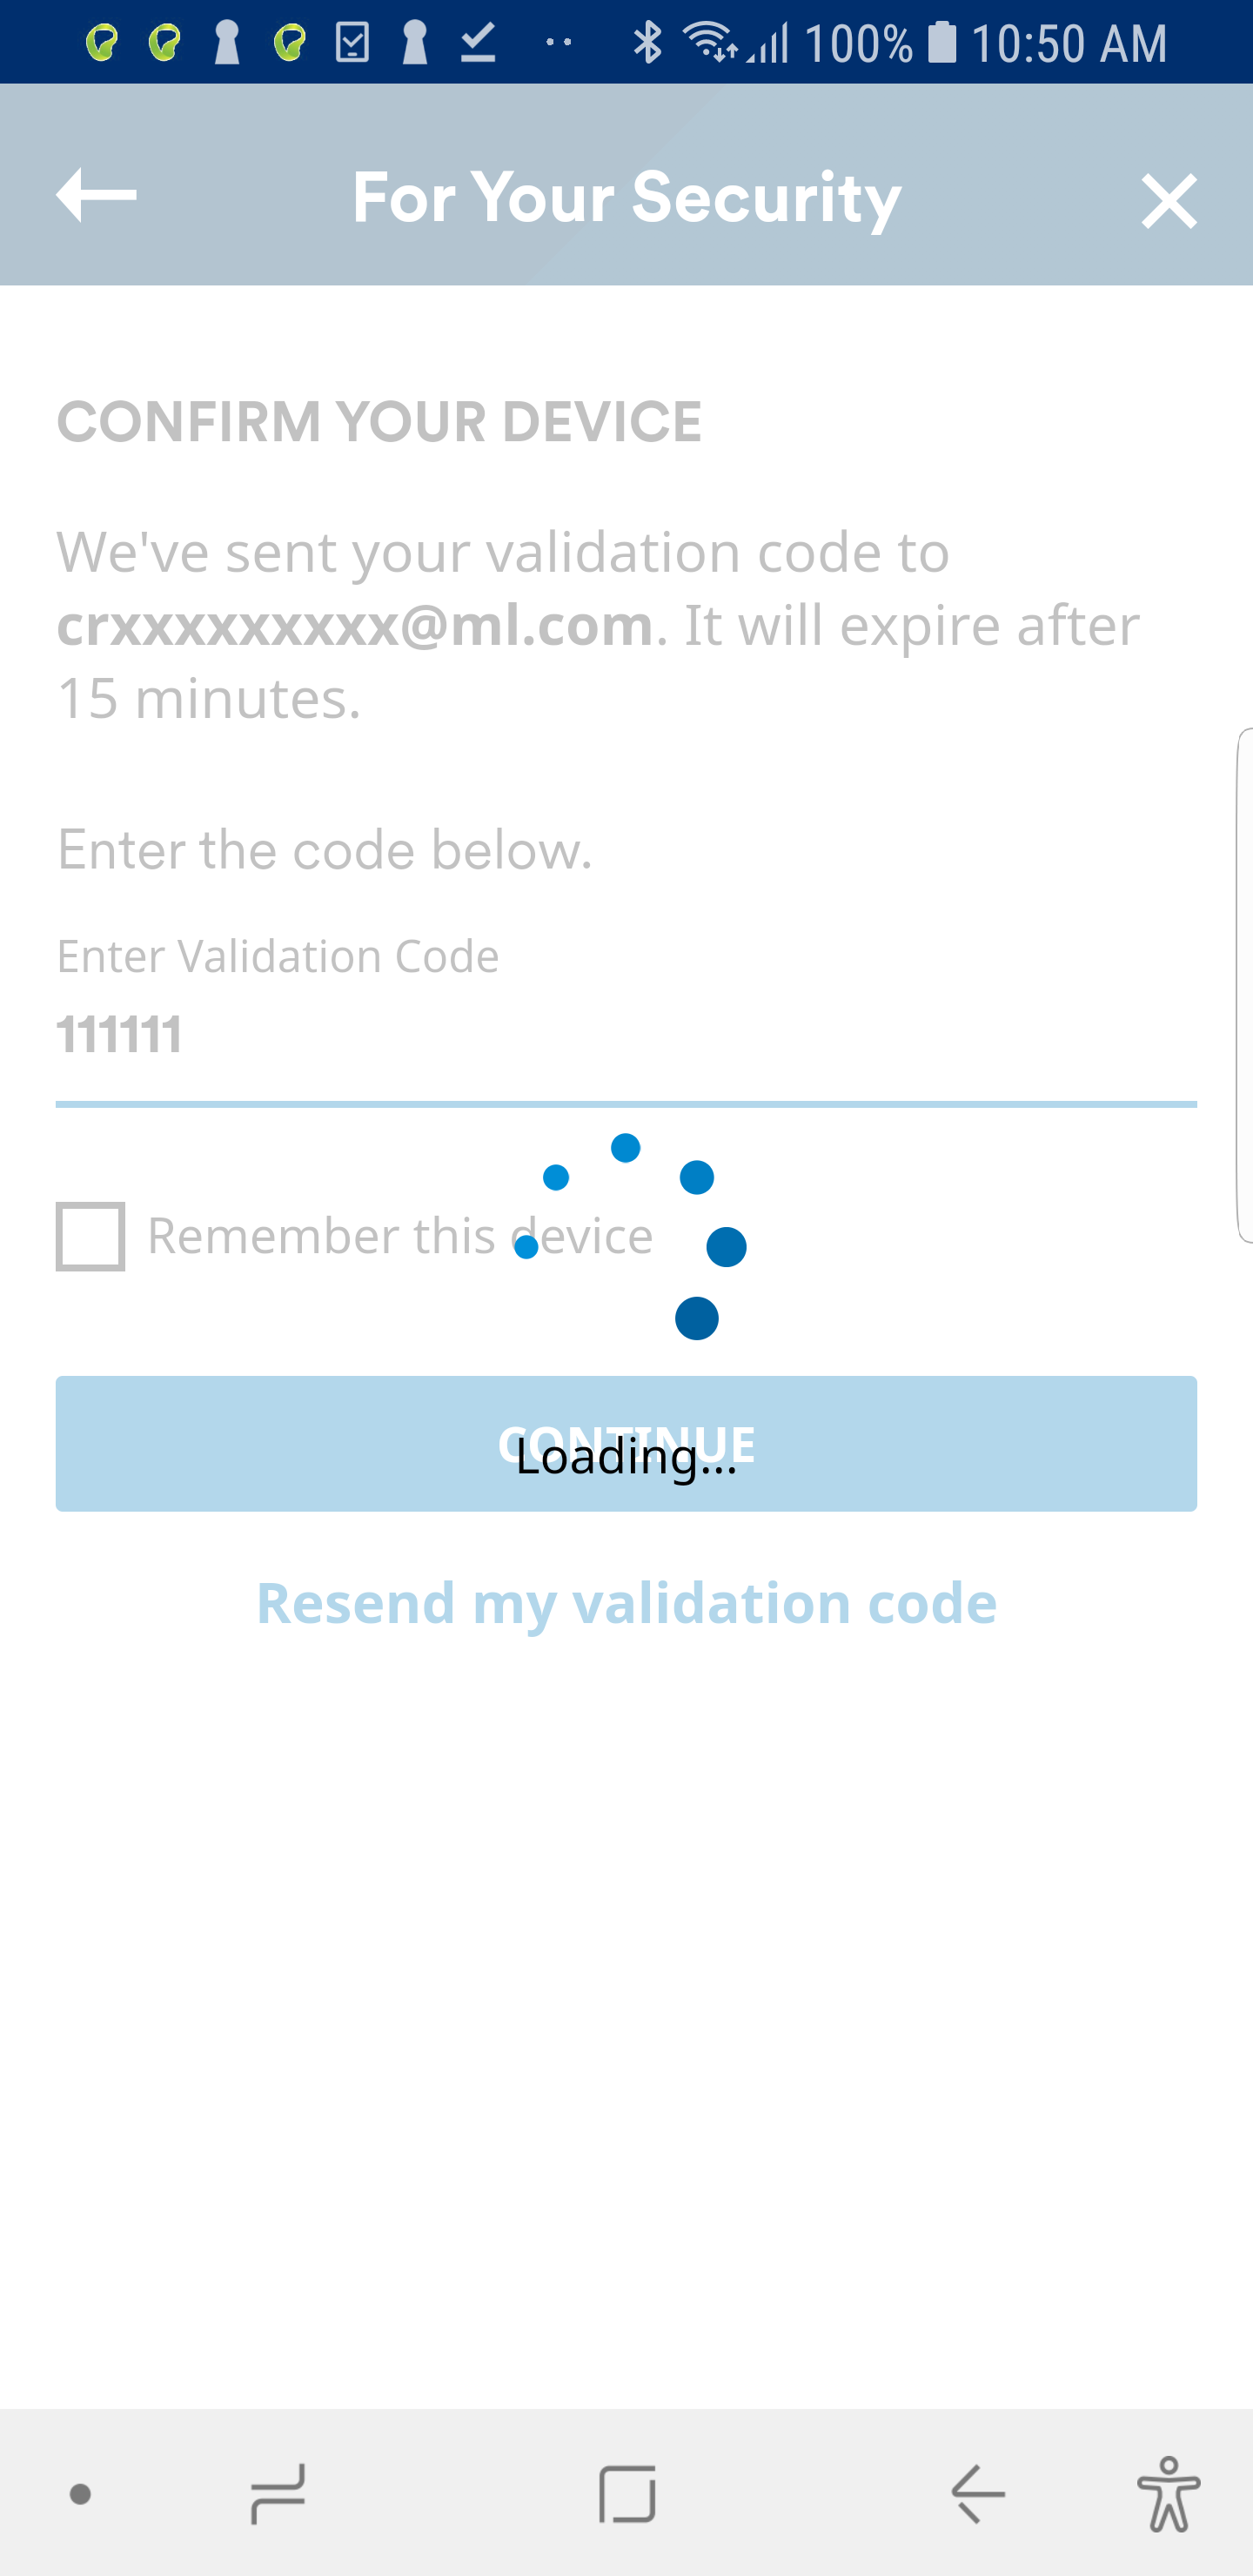 100% 10:50 AM
For Your Security
CONFIRM YOUR DEVICE
We've sent your validation code to
crxxxxxxxxx@ml.com. It will expire after
15 minutes.
Enter the code below.
Enter Validation Code
111111
Remember this device
CONTINUE
Loading...
Resend my validation code